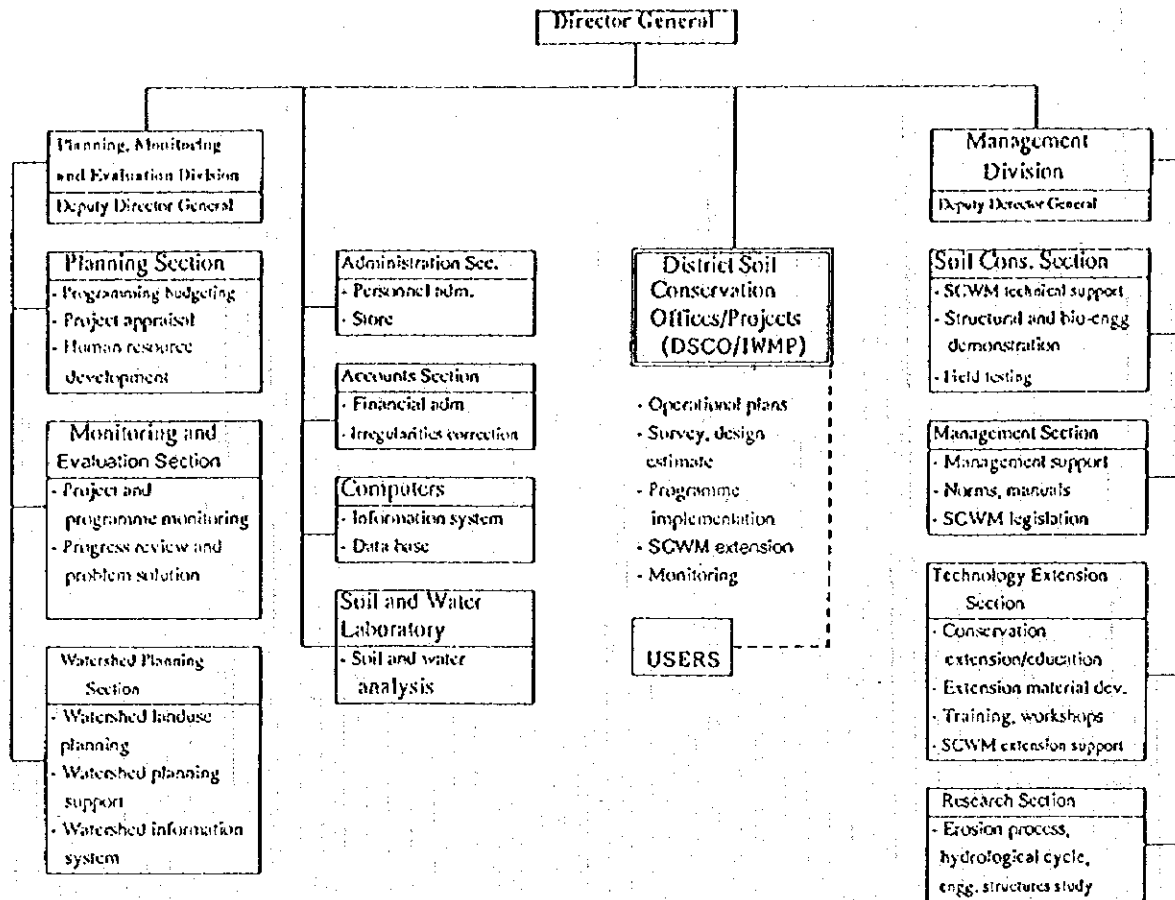 Director General
Planning, Monitoring
and Evaluation Division
Deputy Director General
Planning Section
- Programming budgeting
- Project appraisal
- Human resource
development
Monitoring and
Evaluation Section
- Project and
programme monitoring
- Progress review and
problem solution
Watershed Planning
Section
- Watershed landuse
planning
- Watershed planning
support
- Watershed information
system
Administration Sec.
- Personnel adm.
- Store
Accounts Section
- Financial adm
- Irregularities correction
Computers
- Information system
- Data base
Soil and Water
Laboratory
- Soil and water
analysis
District Soil
Conservation
Offices/Projects
(DSCO/IWMP)
- Operational plans
- Survey, design
estimate
- Programme
implementation
- SCWM extension
- Monitoring
USERS
Management
Division
Deputy Derector General
Soil Cons. Section
- SCWM technical support
- Structural and bio-engg
demonstration
- Field testing
Management Section
- Management support
- Norms, manuals
- SCWM legislation
Technology Extension
Section
- Conservation
extension/education
- Extension material dev.
- Training, workshops
- SCWM extension support
Research Section
- Erosion process,
hydrological cycle,
engg. structures study